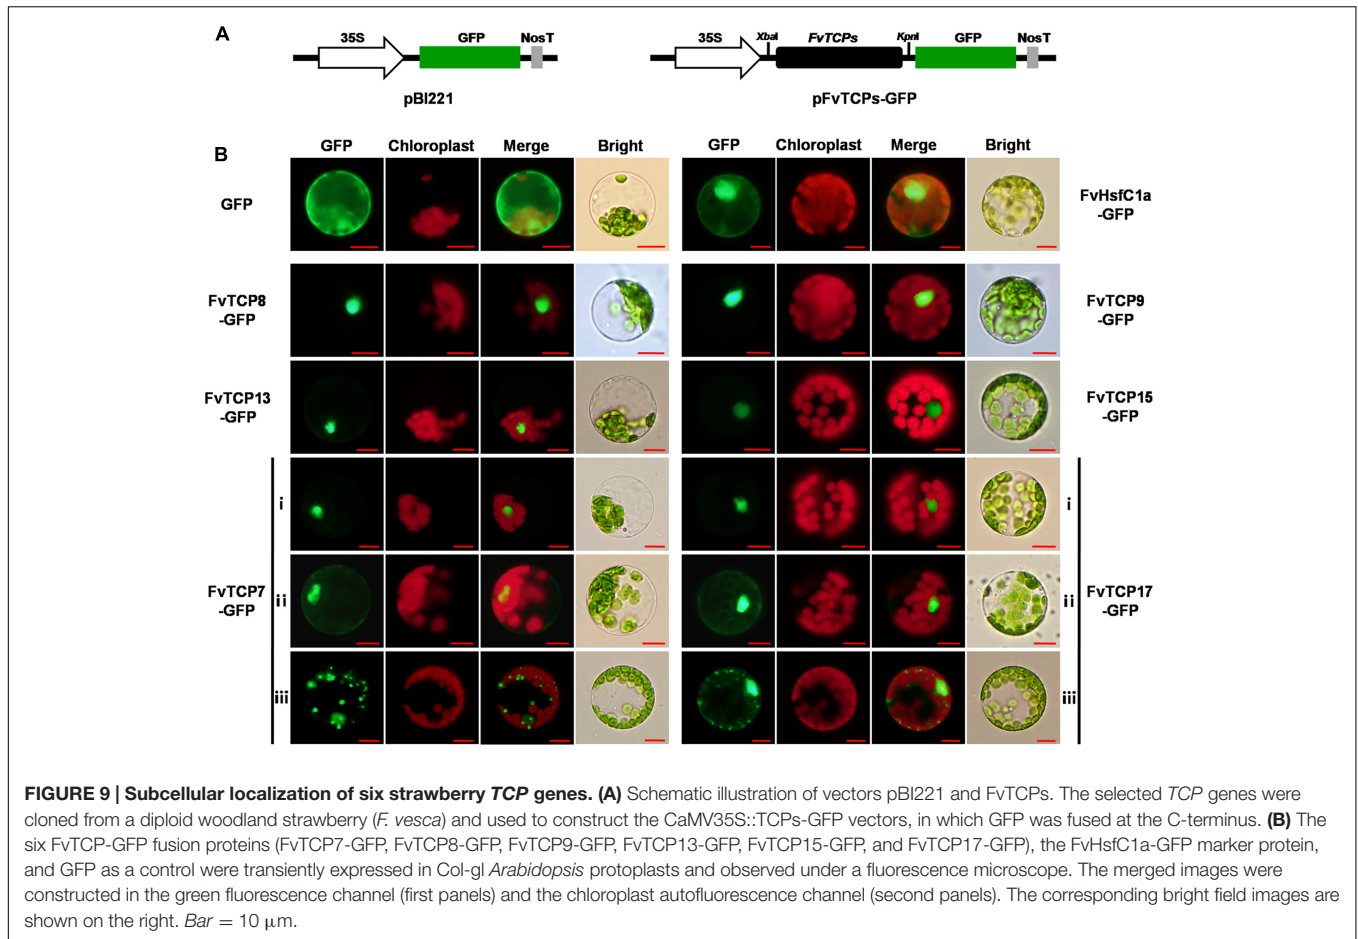 A
35S
GFP
NosT
pBI221
35S
XbaI
FvTCPs
KpnI
GFP
NosT
pFvTCPs-GFP
B
GFP Chloroplast Merge Bright GFP Chloroplast Merge Bright
GFP
FvHsfC1a
-GFP
FvTCP8
-GFP
FvTCP9
-GFP
FvTCP13
-GFP
FvTCP15
-GFP
i
i
FvTCP7
-GFP
ii
FvTCP17
-GFP
ii
iii
iii
FIGURE 9 | Subcellular localization of six strawberry TCP genes. (A) Schematic illustration of vectors pBI221 and FvTCPs. The selected TCP genes were
cloned from a diploid woodland strawberry (F. vesca) and used to construct the CaMV35S::TCPs-GFP vectors, in which GFP was fused at the C-terminus. (B) The
six FvTCP-GFP fusion proteins (FvTCP7-GFP, FvTCP8-GFP, FvTCP9-GFP, FvTCP13-GFP, FvTCP15-GFP, and FvTCP17-GFP), the FvHsfC1a-GFP marker protein,
and GFP as a control were transiently expressed in Col-gl Arabidopsis protoplasts and observed under a fluorescence microscope. The merged images were
constructed in the green fluorescence channel (first panels) and the chloroplast autofluorescence channel (second panels). The corresponding bright field images are
shown on the right. Bar = 10 μm.